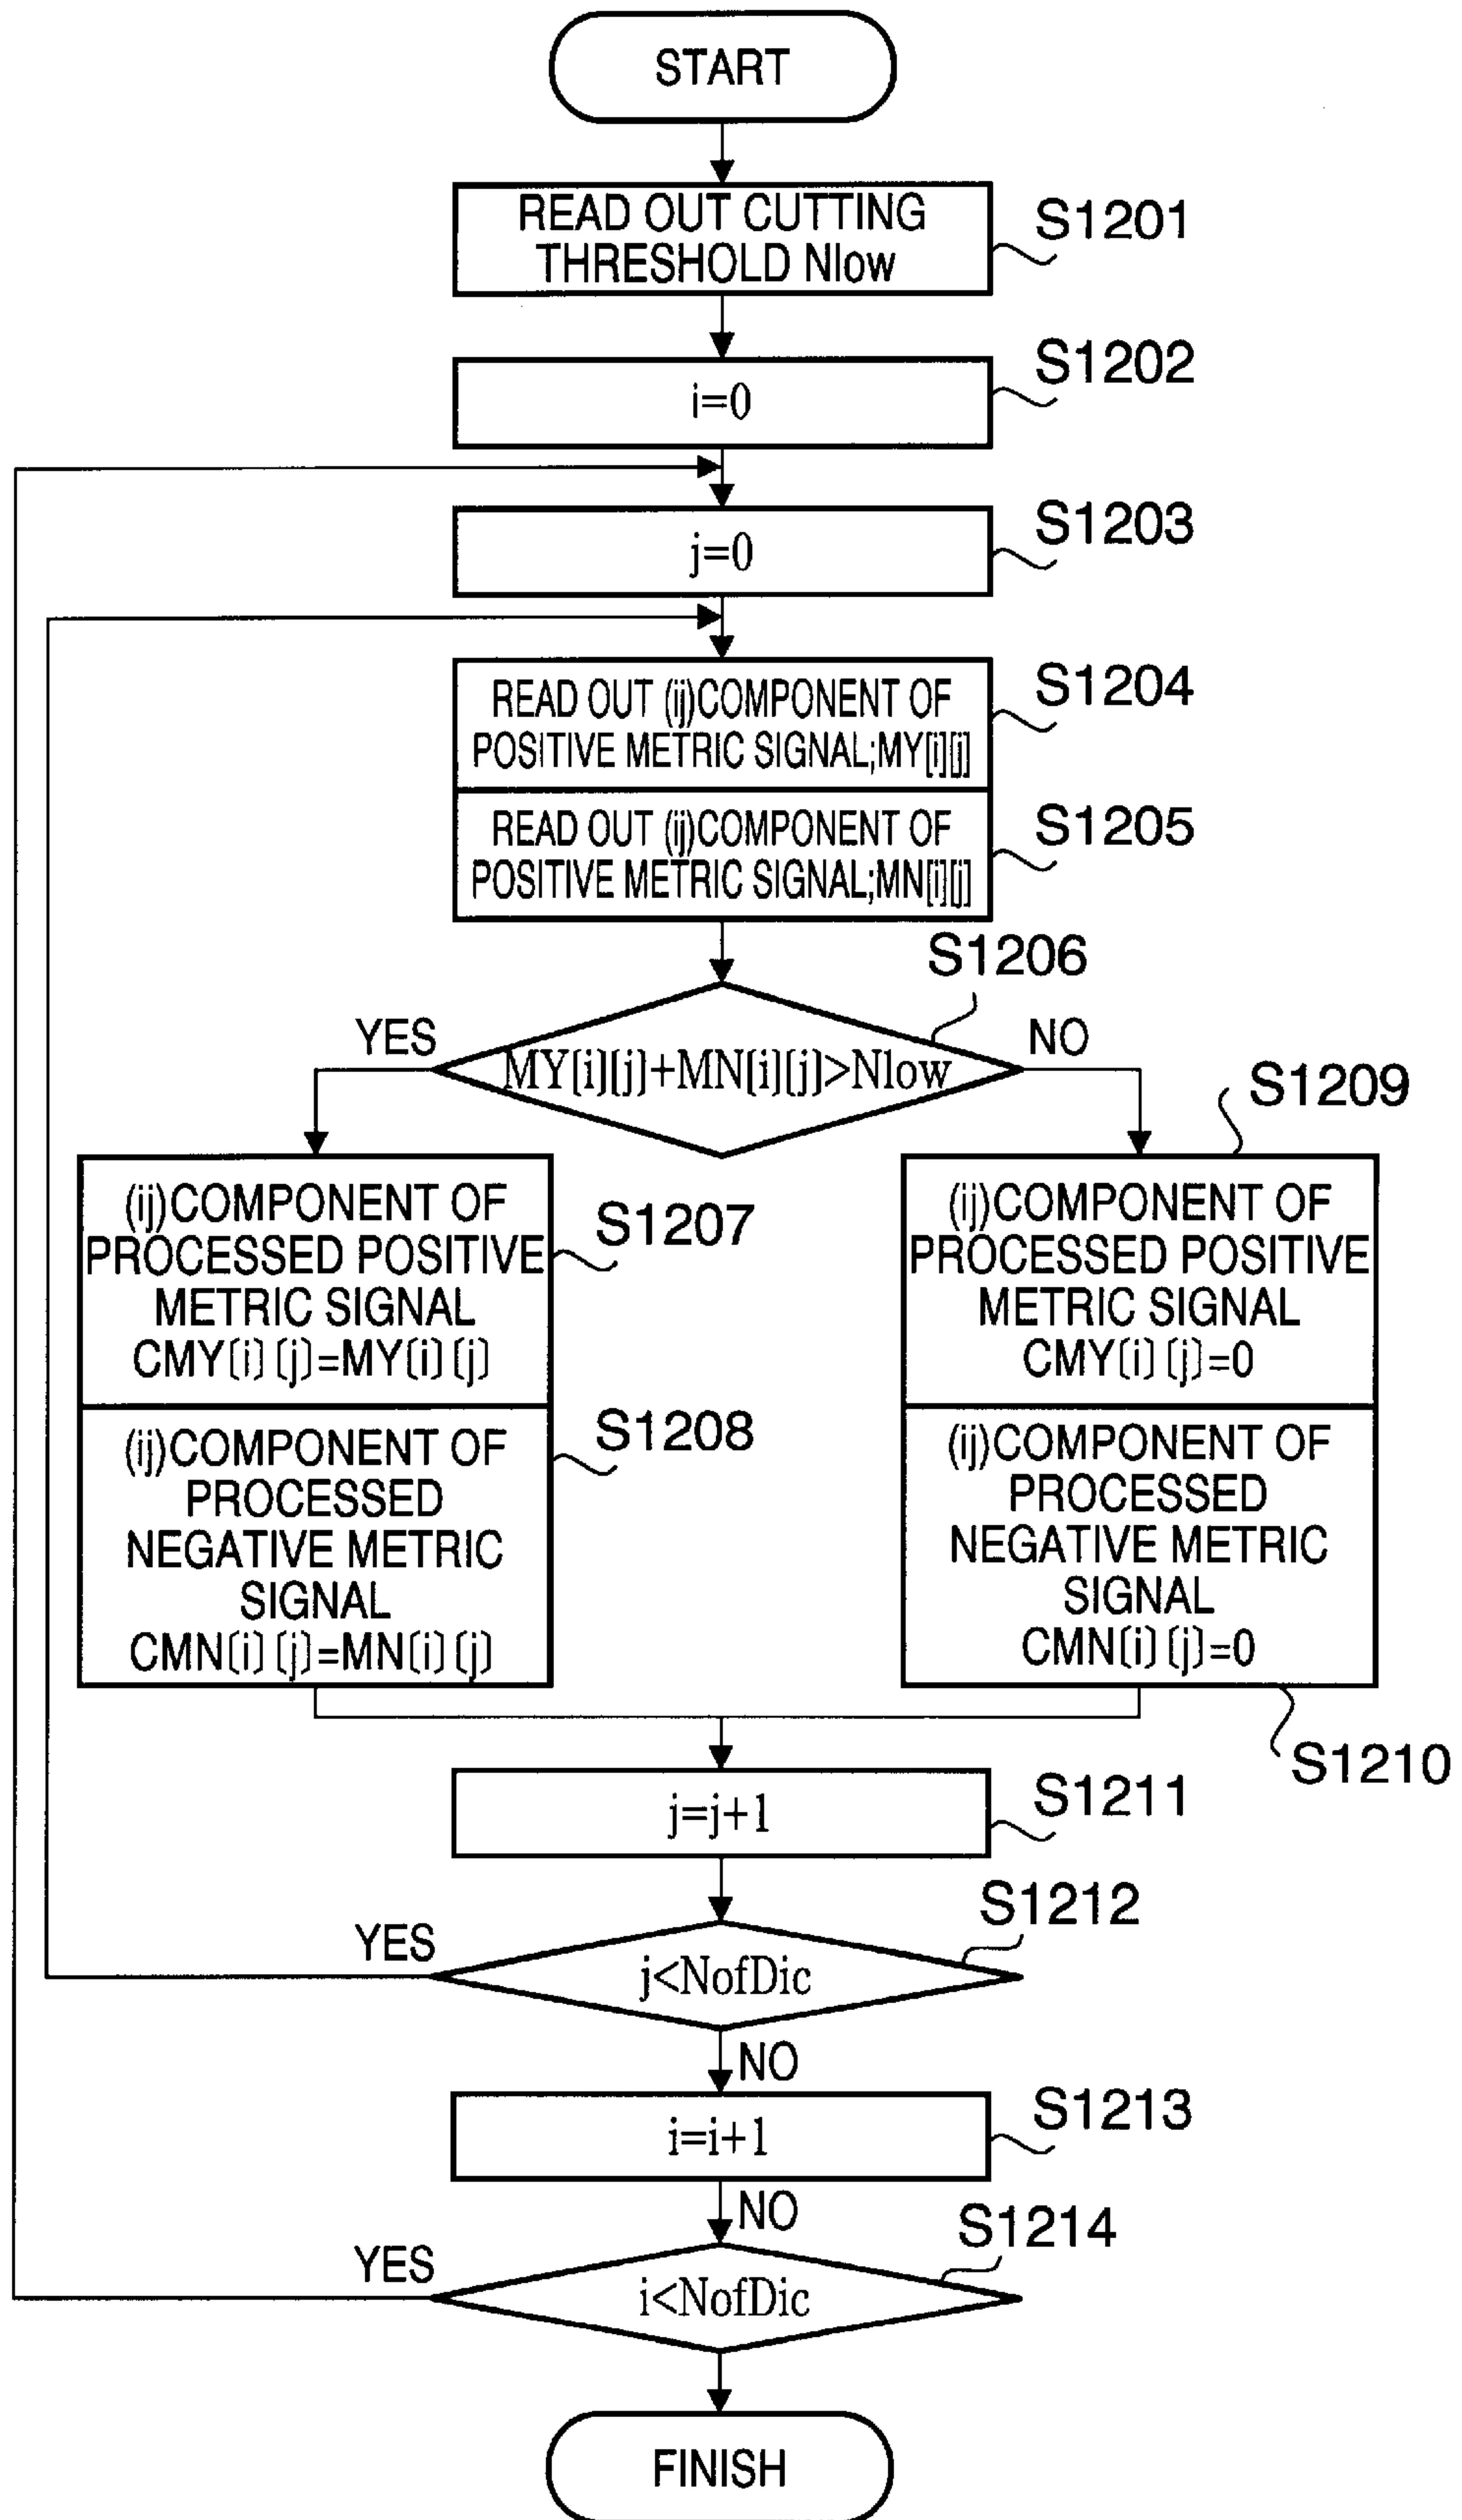 START
READ OUT CUTTING
THRESHOLD Nlow
S1201
i=0
S1202
j=0
S1203
READ OUT (ij)COMPONENT OF
POSITIVE METRIC SIGNAL;MY[i][j]
S1204
READ OUT (ij)COMPONENT OF
POSITIVE METRIC SIGNAL;MN[i][j]
S1205
S1206
YES
MY[i][j]+MN[i][j]>Nlow
NO
S1209
(ij)COMPONENT OF
PROCESSED POSITIVE
METRIC SIGNAL
CMY[i][j]=MY[i][j]
S1207
(ij)COMPONENT OF
PROCESSED
NEGATIVE METRIC
SIGNAL
CMN[i][j]=MN[i][j]
S1208
(ij)COMPONENT OF
PROCESSED POSITIVE
METRIC SIGNAL
CMY[i][j]=0
(ij)COMPONENT OF
PROCESSED
NEGATIVE METRIC
SIGNAL
CMN[i][j]=0
S1210
j=j+1
S1211
S1212
YES
j<NofDic
NO
i=i+1
S1213
NO
S1214
YES
i<NofDic
FINISH